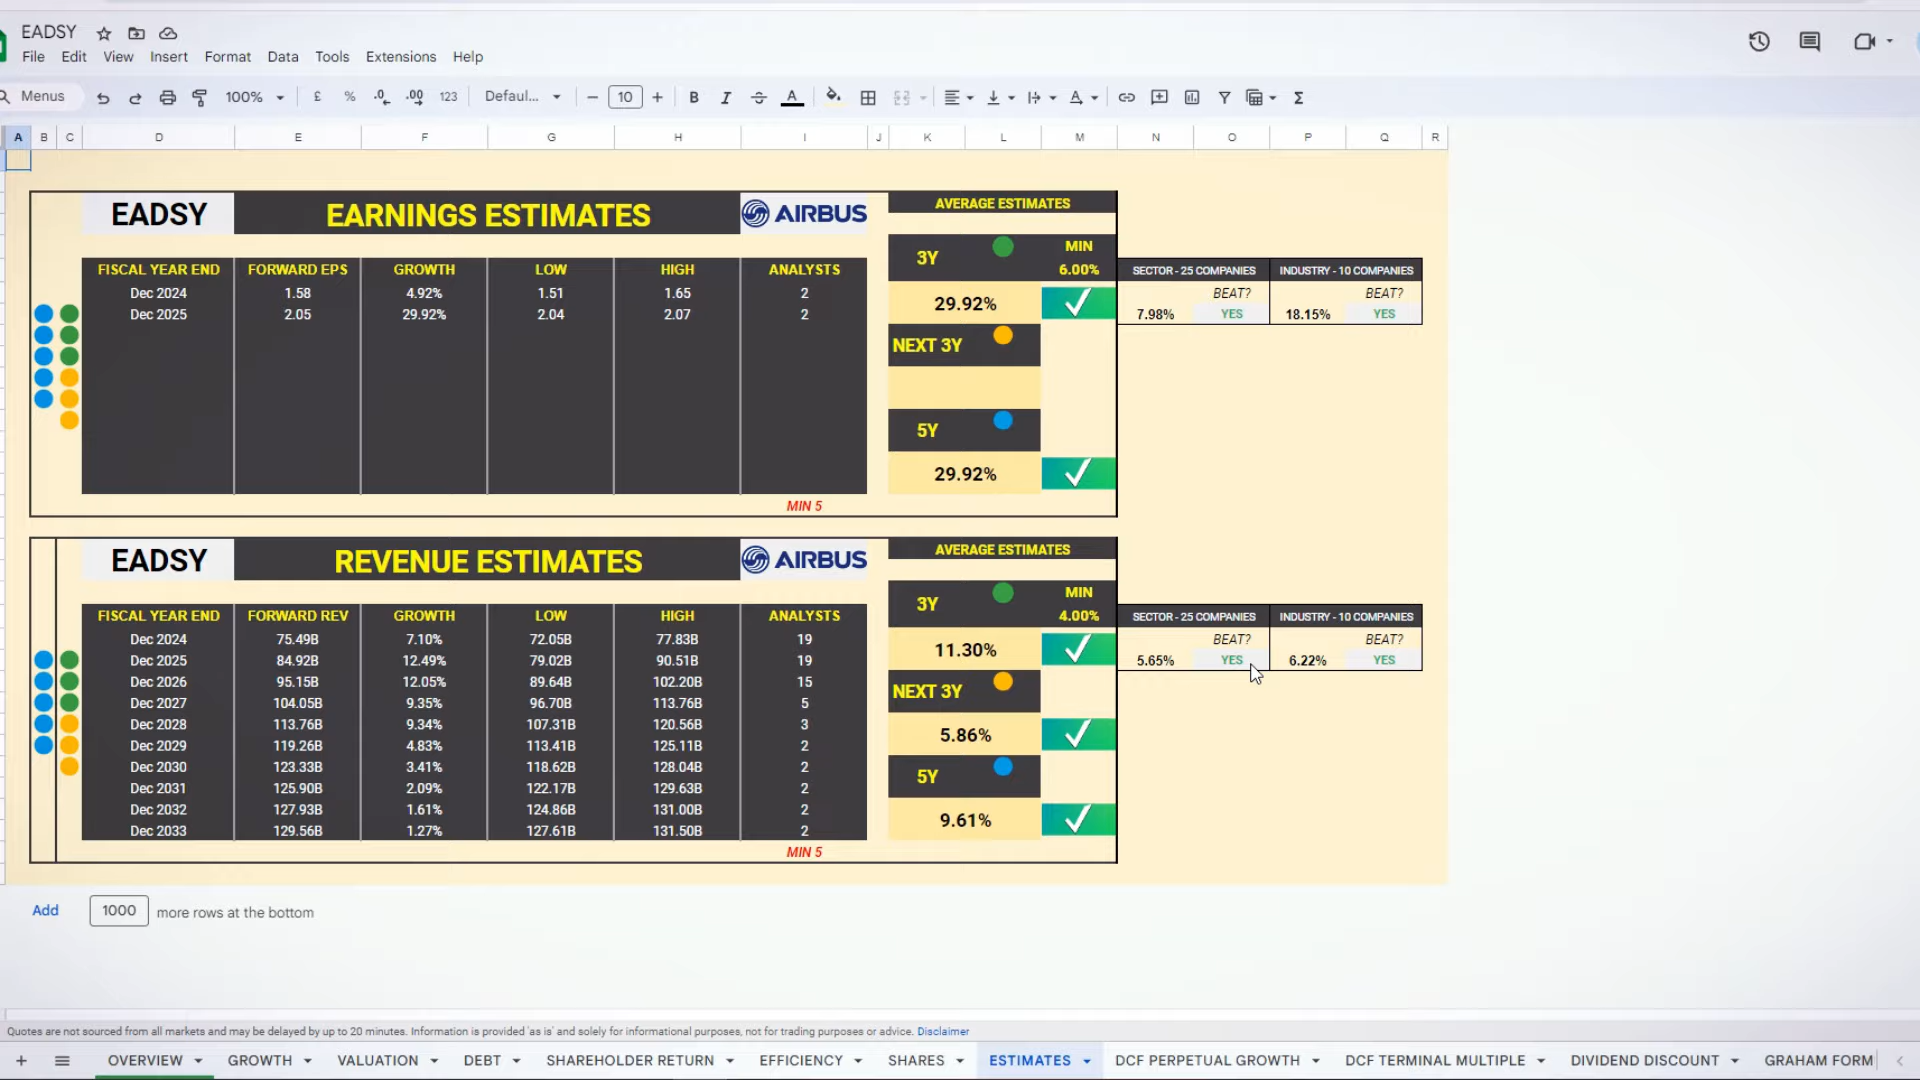 EADSY
File Edit View Insert Format Data Tools Extensions Help
Menus 100% £ % .0 .00 123 Defaul... − 10 + B I A Σ
A B C D E F G H I J K L M N O P Q R
EADSY EARNINGS ESTIMATES AIRBUS AVERAGE ESTIMATES
3Y MIN
6.00%
FISCAL YEAR END FORWARD EPS GROWTH LOW HIGH ANALYSTS SECTOR - 25 COMPANIES INDUSTRY - 10 COMPANIES
Dec 2024 1.58 4.92% 1.51 1.65 2 29.92% BEAT? BEAT?
Dec 2025 2.05 29.92% 2.04 2.07 2 7.98% YES 18.15% YES
NEXT 3Y
5Y
29.92%
MIN 5
EADSY REVENUE ESTIMATES AIRBUS AVERAGE ESTIMATES
3Y MIN
4.00%
FISCAL YEAR END FORWARD REV GROWTH LOW HIGH ANALYSTS SECTOR - 25 COMPANIES INDUSTRY - 10 COMPANIES
Dec 2024 75.49B 7.10% 72.05B 77.83B 19 11.30% BEAT? BEAT?
Dec 2025 84.92B 12.49% 79.02B 90.51B 19 5.65% YES 6.22% YES
Dec 2026 95.15B 12.05% 89.64B 102.20B 15 NEXT 3Y
Dec 2027 104.05B 9.35% 96.70B 113.76B 5
Dec 2028 113.76B 9.34% 107.31B 120.56B 3 5.86%
Dec 2029 119.26B 4.83% 113.41B 125.11B 2
Dec 2030 123.33B 3.41% 118.62B 128.04B 2 5Y
Dec 2031 125.90B 2.09% 122.17B 129.63B 2
Dec 2032 127.93B 1.61% 124.86B 131.00B 2 9.61%
Dec 2033 129.56B 1.27% 127.61B 131.50B 2
MIN 5
Add 1000 more rows at the bottom
Quotes are not sourced from all markets and may be delayed by up to 20 minutes. Information is provided 'as is' and solely for informational purposes, not for trading purposes or advice. Disclaimer
+ OVERVIEW GROWTH VALUATION DEBT SHAREHOLDER RETURN EFFICIENCY SHARES ESTIMATES DCF PERPETUAL GROWTH DCF TERMINAL MULTIPLE DIVIDEND DISCOUNT GRAHAM FORM